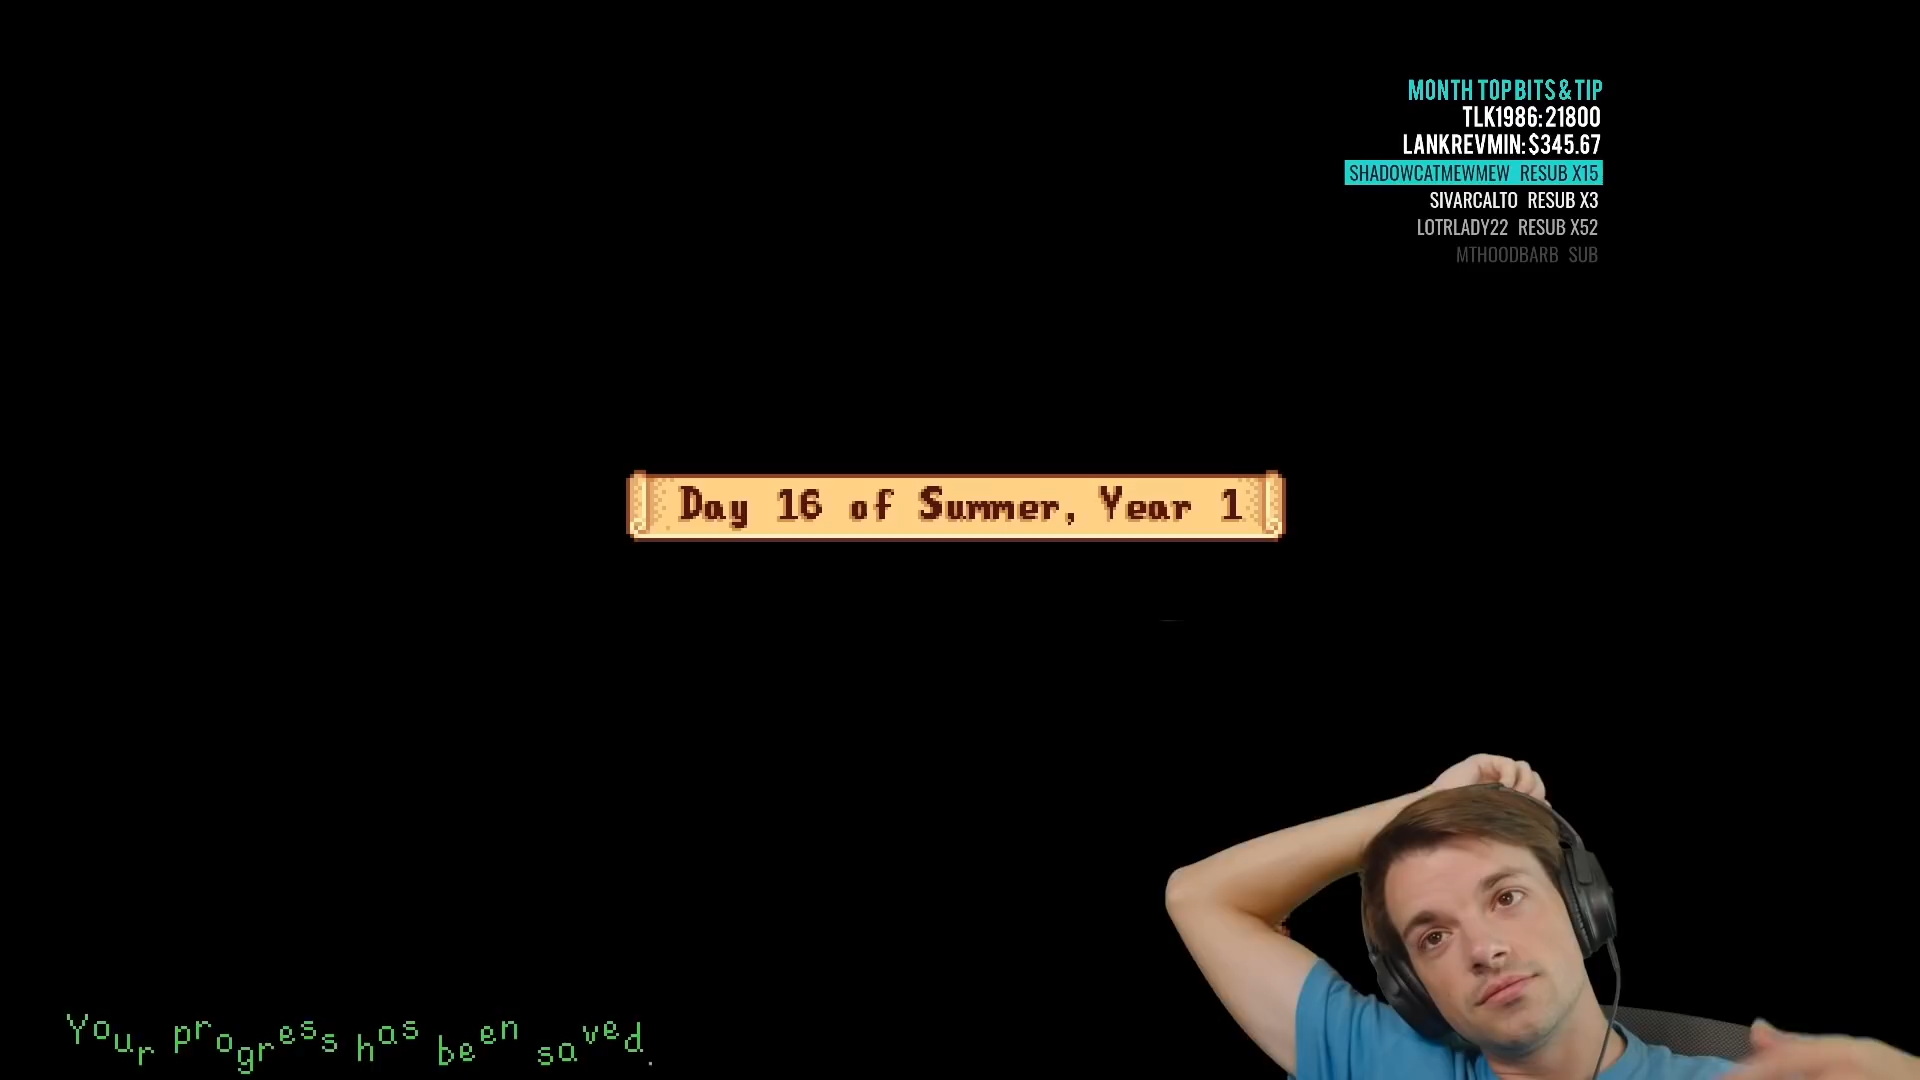 MONTH TOP BITS & TIP
TLK1986: 21800
LANKREVMIN: $345.67
SHADOWCATMEWMEW RESUB X15
SIVARCALTO RESUB X3
LOTRLADY22 RESUB X52
MTHOODBARB SUB
Day 16 of Summer, Year 1
Your progress has been saved.